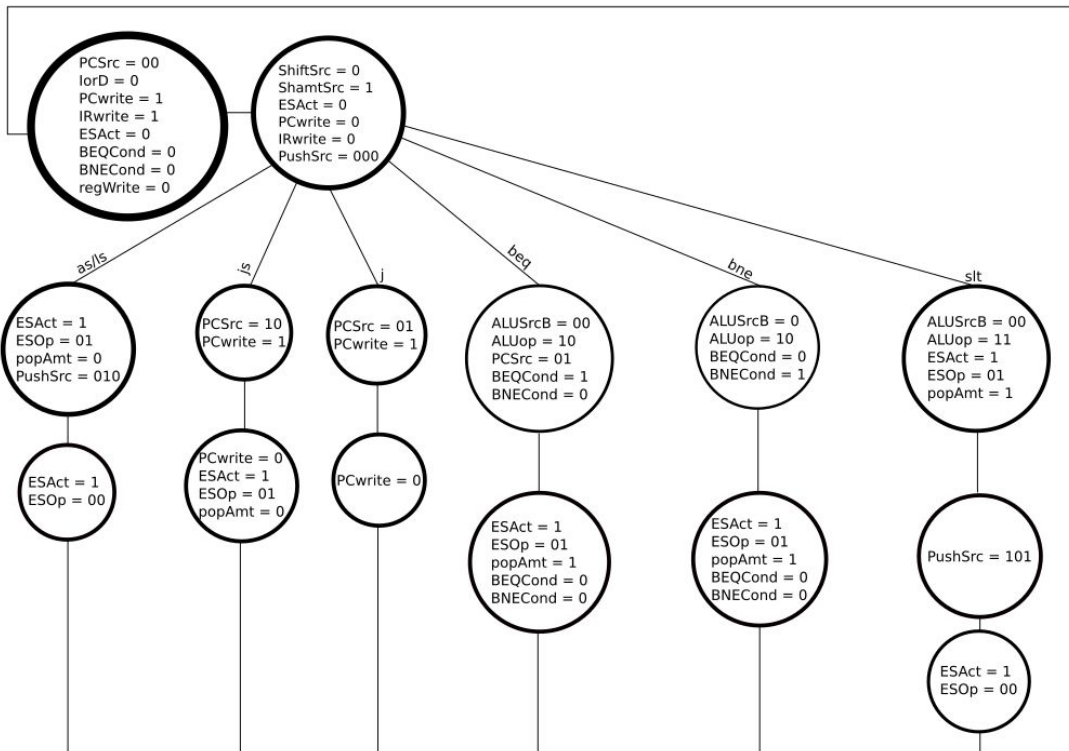 PCSrc = 00
IorD = 0
PCwrite = 1
IRwrite = 1
ESAct = 0
BEQCond = 0
BNECond = 0
regWrite = 0
ShiftSrc = 0
ShamtSrc = 1
ESAct = 0
PCwrite = 0
IRwrite = 0
PushSrc = 000
as/ls
js
j
beq
bne
slt
ESAct = 1
ESOp = 01
popAmt = 0
PushSrc = 010
PCSrc = 10
PCwrite = 1
PCSrc = 01
PCwrite = 1
ALUSrcB = 00
ALUop = 10
PCSrc = 01
BEQCond = 1
BNECond = 0
ALUSrcB = 0
ALUop = 10
BEQCond = 0
BNECond = 1
ALUSrcB = 00
ALUop = 11
ESAct = 1
ESOp = 01
popAmt = 1
ESAct = 1
ESOp = 00
PCwrite = 0
ESAct = 1
ESOp = 01
popAmt = 0
PCwrite = 0
ESAct = 1
ESOp = 01
popAmt = 1
BEQCond = 0
BNECond = 0
ESAct = 1
ESOp = 01
popAmt = 1
BEQCond = 0
BNECond = 0
PushSrc = 101
ESAct = 1
ESOp = 00